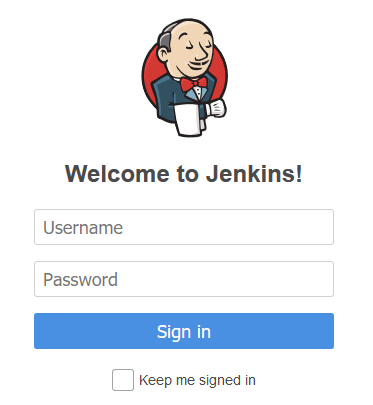 Welcome to Jenkins!
Username
Password
Sign in
Keep me signed in